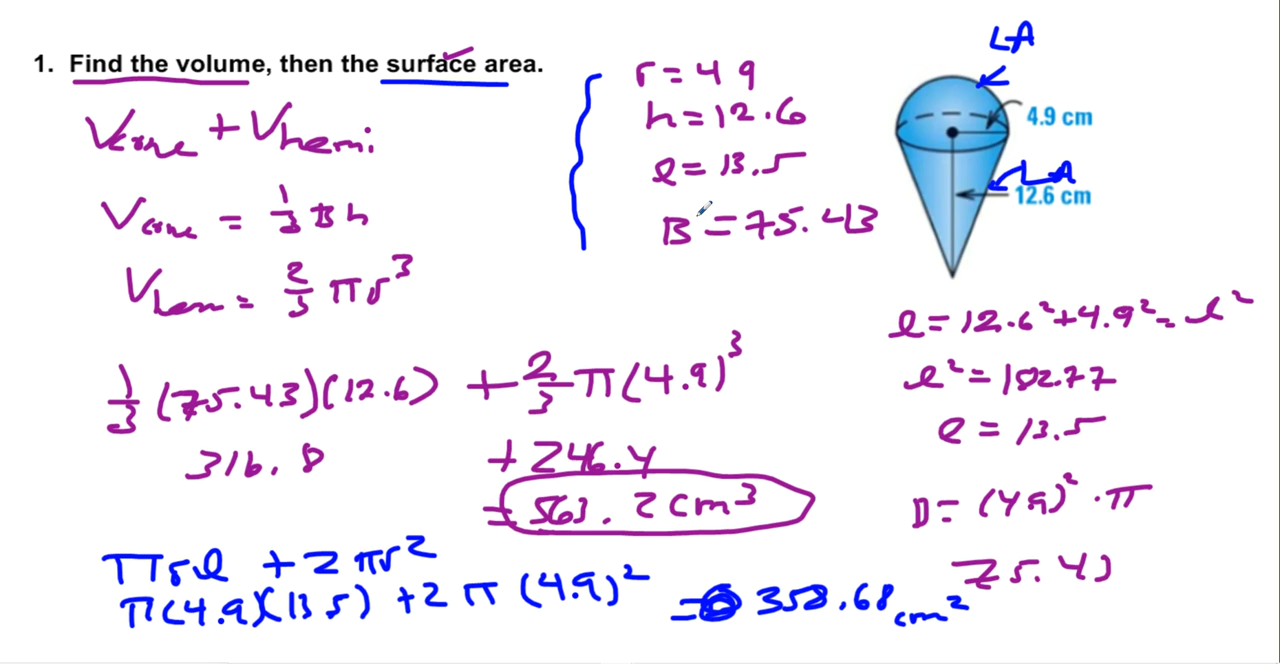 1. Find the volume, then the surface area.
Vcone + Vhemi
Vcone = 1/3 Bh
Vhem = 2/3 πr³
r = 4 9
h = 12.6
l = 13.5
B = 75.43
LA
4.9 cm
LA
12.6 cm
l = 12.6² + 4.9² = l²
l² = 182.77
l = 13.5
B = (4 9)² · π
75.43
1/3 (75.43)(12.6) + 2/3 π(4.9)³
316.8 + 246.4
= 563.2 cm³
πrl + 2πr²
π(4.9)(13 5) + 2π(4.9)² = 358.68 cm²